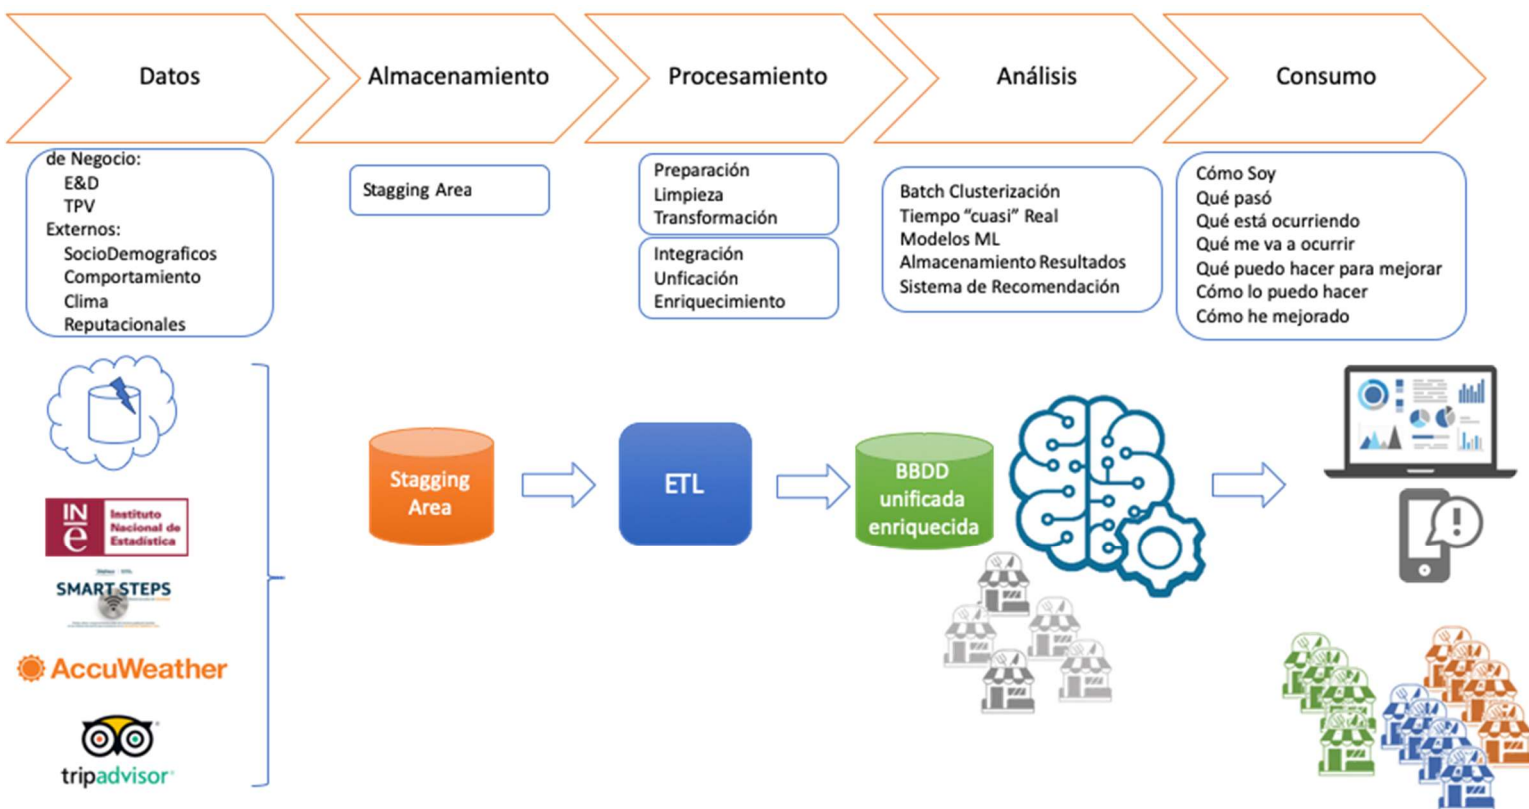 Datos
Almacenamiento
Procesamiento
Análisis
Consumo
de Negocio:
E&D
TPV
Externos:
SocioDemograficos
Comportamiento
Clima
Reputacionales
Stagging Area
Preparación
Limpieza
Transformación
Integración
Unficación
Enriquecimiento
Batch Clusterización
Tiempo “cuasi” Real
Modelos ML
Almacenamiento Resultados
Sistema de Recomendación
Cómo Soy
Qué pasó
Qué está ocurriendo
Qué me va a ocurrir
Qué puedo hacer para mejorar
Cómo lo puedo hacer
Cómo he mejorado
INe
Instituto
Nacional de
Estadística
SMART STEPS
AccuWeather
tripadvisor
Stagging
Area
ETL
BBDD
unificada
enriquecida
!